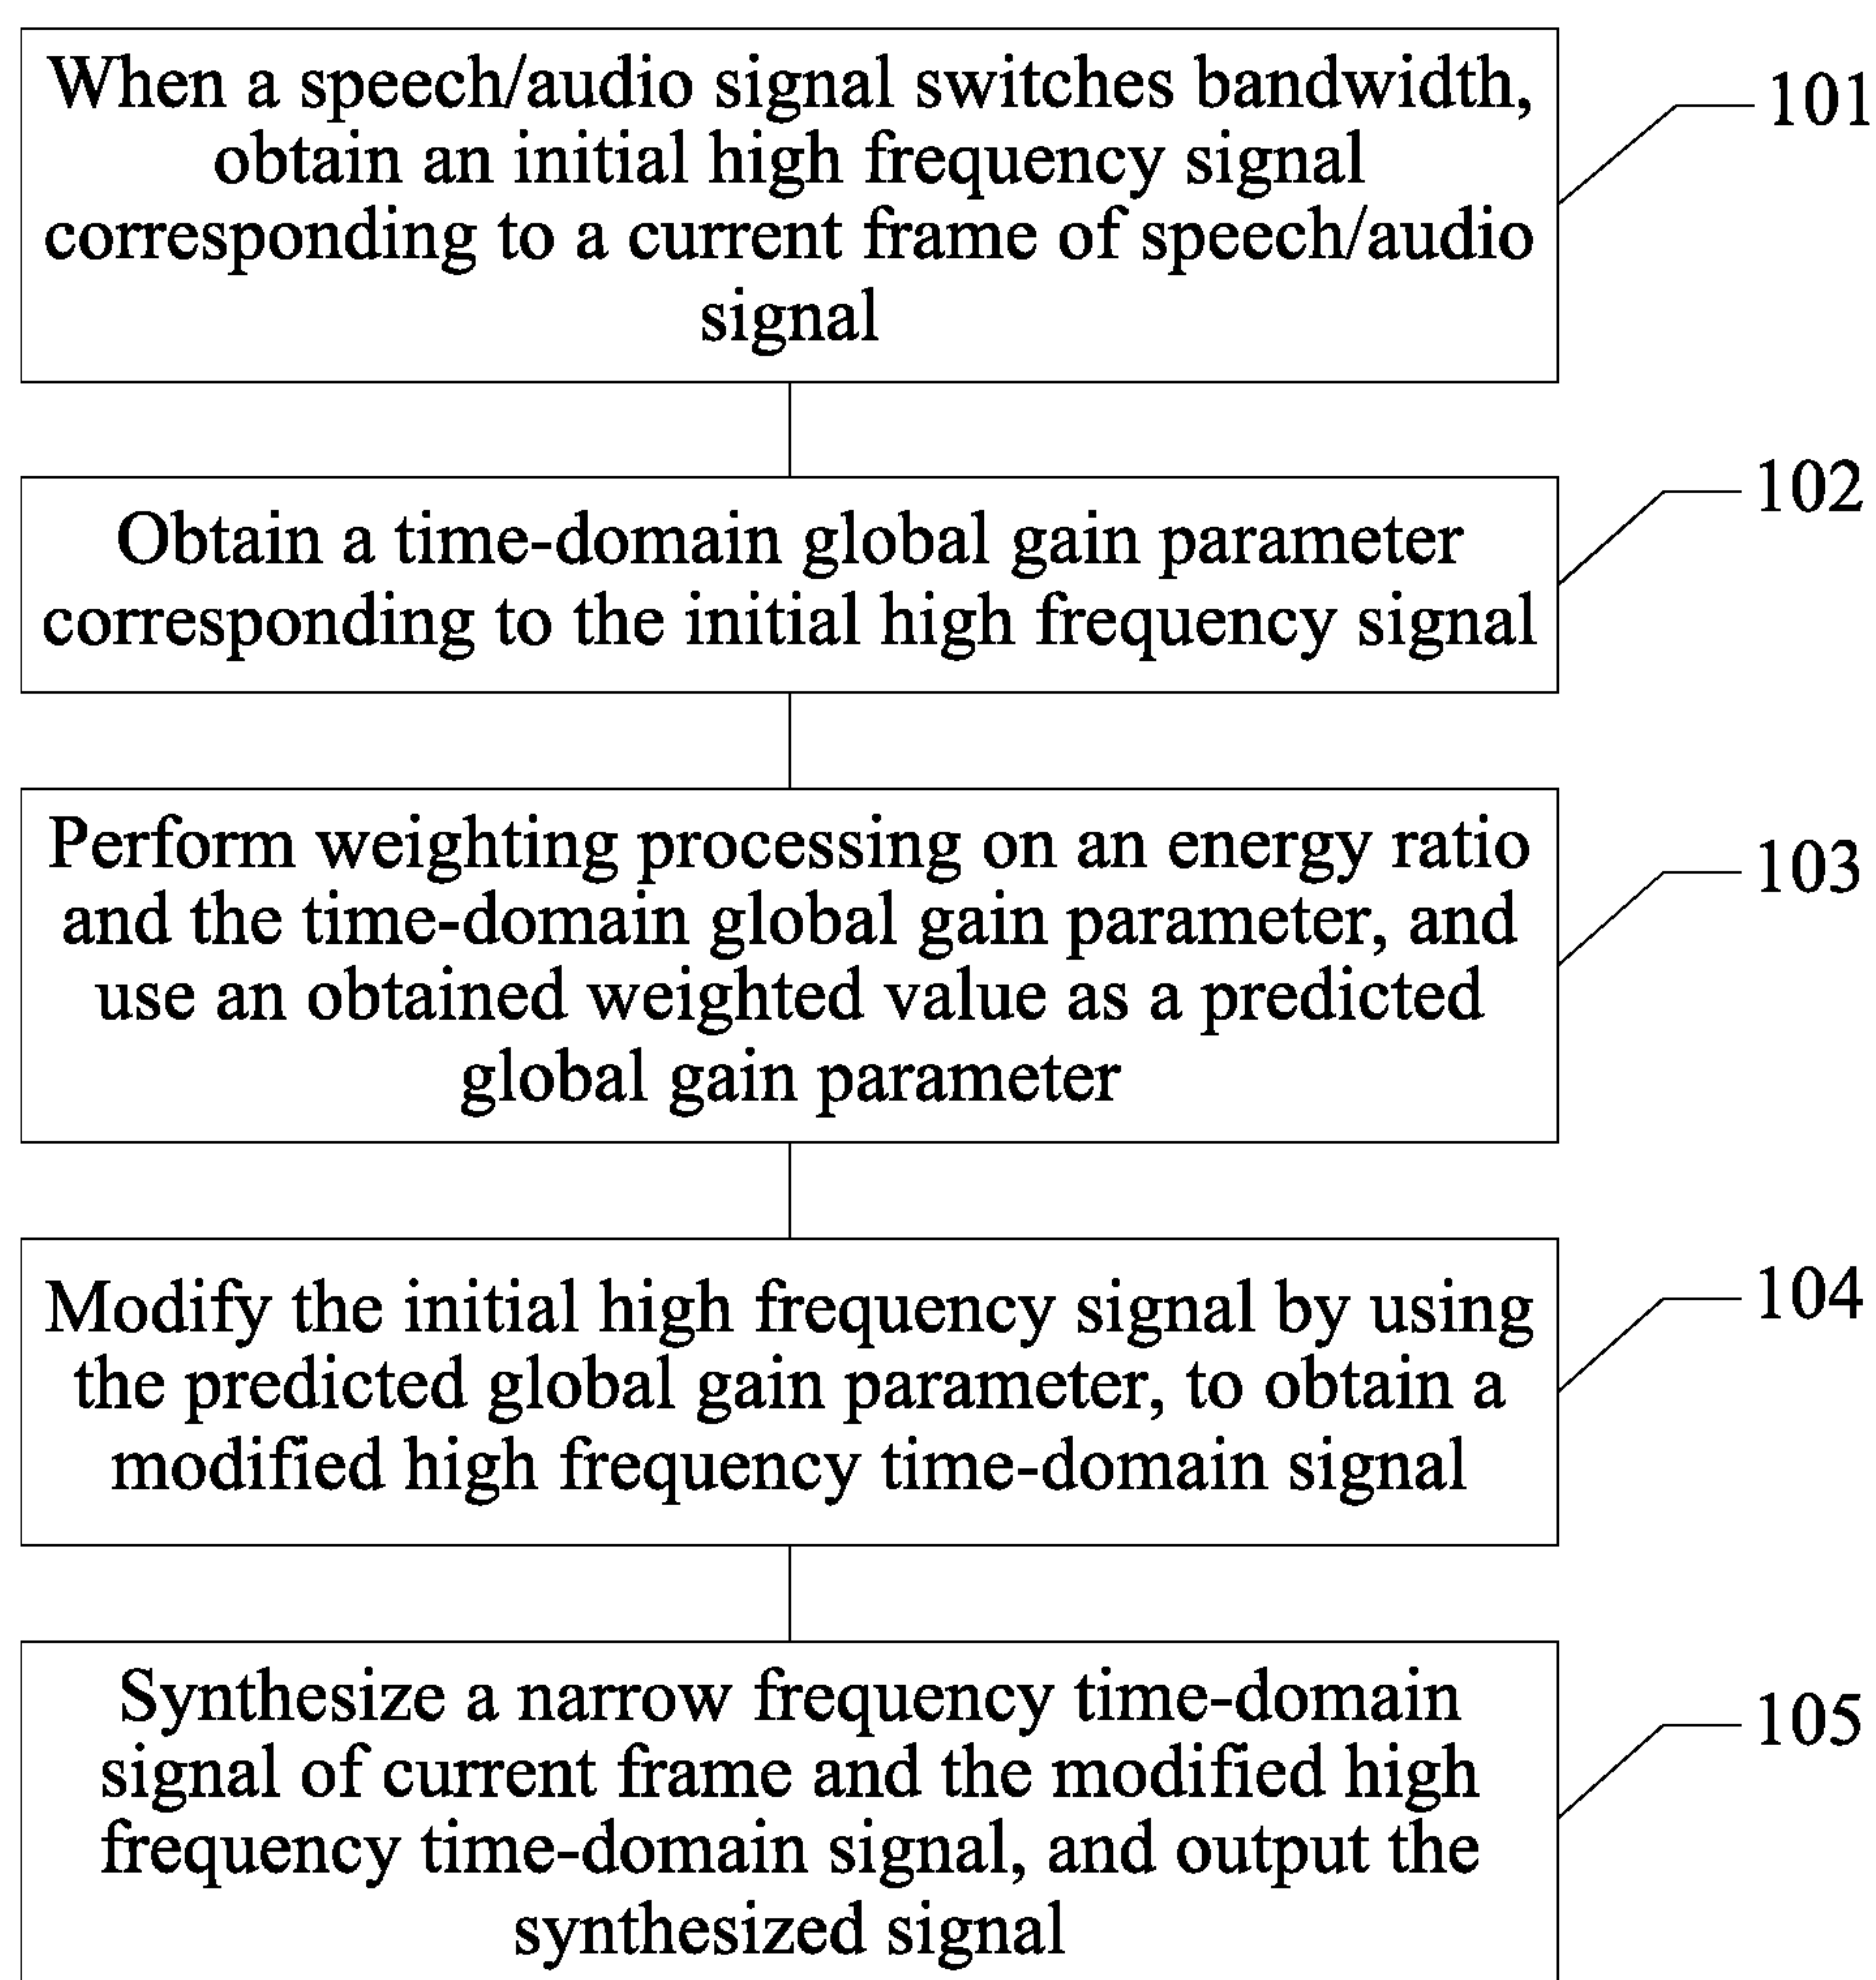 When a speech/audio signal switches bandwidth,
obtain an initial high frequency signal
corresponding to a current frame of speech/audio
signal
101
Obtain a time-domain global gain parameter
corresponding to the initial high frequency signal
102
Perform weighting processing on an energy ratio
and the time-domain global gain parameter, and
use an obtained weighted value as a predicted
global gain parameter
103
Modify the initial high frequency signal by using
the predicted global gain parameter, to obtain a
modified high frequency time-domain signal
104
Synthesize a narrow frequency time-domain
signal of current frame and the modified high
frequency time-domain signal, and output the
synthesized signal
105